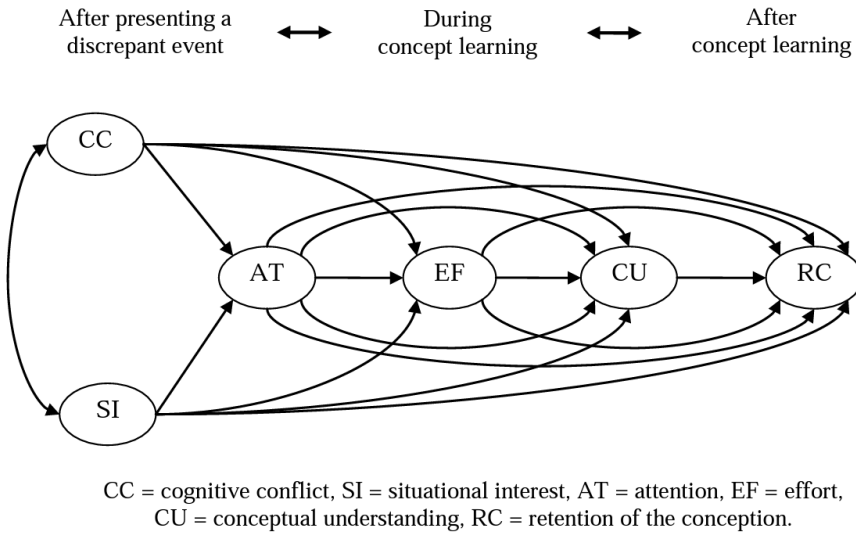 After presenting a
discrepant event
During
concept learning
After
concept learning
CC
AT
EF
CU
RC
SI
CC = cognitive conflict, SI = situational interest, AT = attention, EF = effort,
CU = conceptual understanding, RC = retention of the conception.